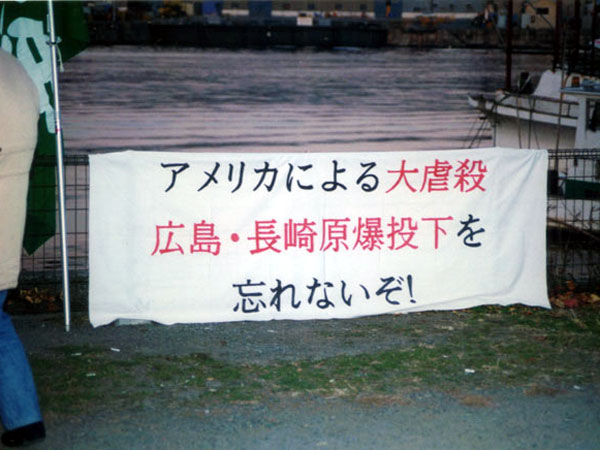 アメリカによる大虐殺
広島・長崎原爆投下を
忘れないぞ!